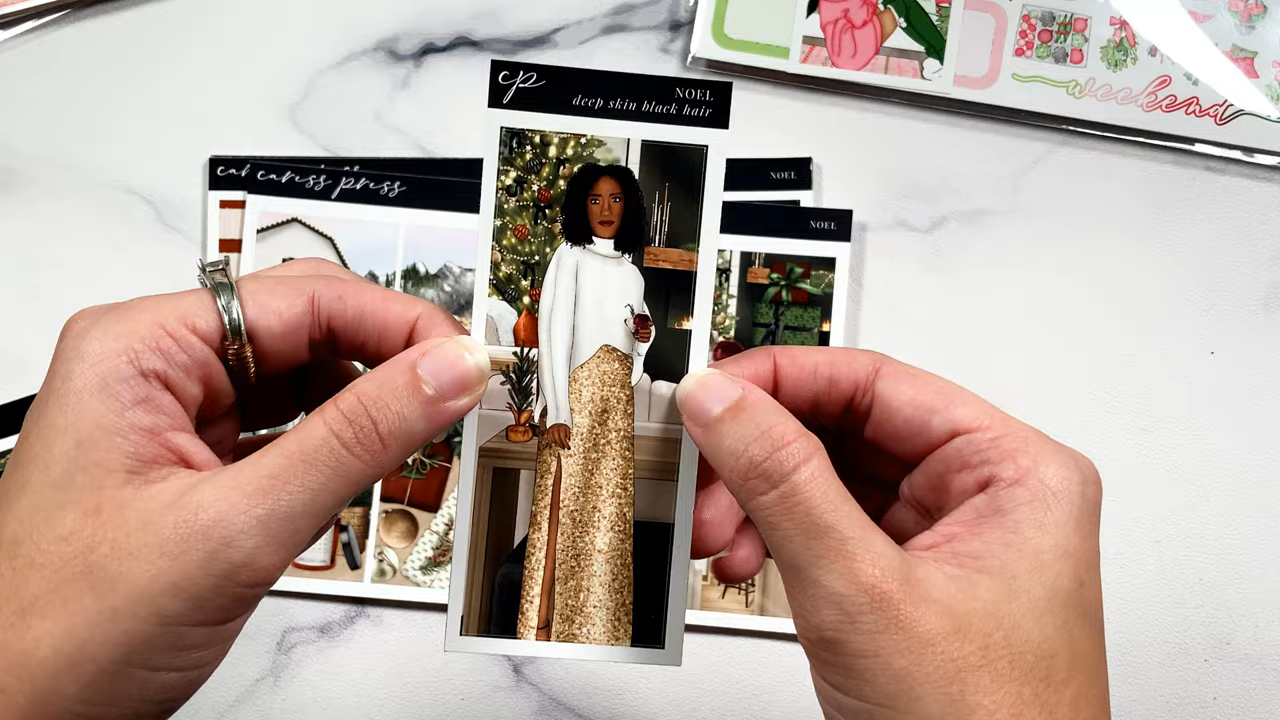 weekend
cp
NOEL
deep skin black hair
NOEL
caress press
NOEL